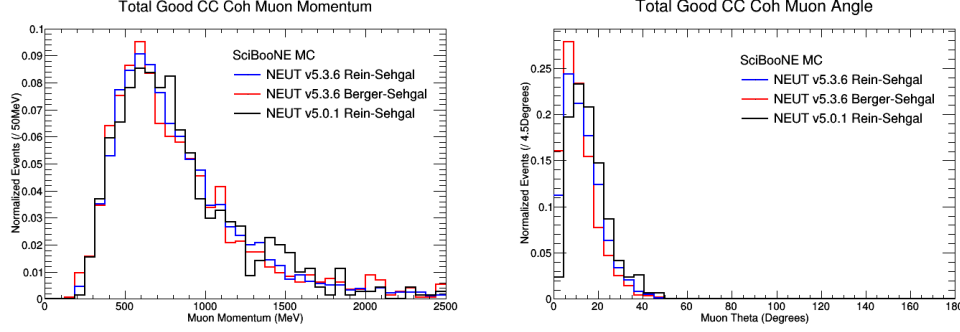 Total Good CC Coh Muon Momentum
Normalized Events (/ 50MeV)
0.1
0.09
0.08
0.07
0.06
0.05
0.04
0.03
0.02
0.01
0
SciBooNE MC
NEUT v5.3.6 Rein-Sehgal
NEUT v5.3.6 Berger-Sehgal
NEUT v5.0.1 Rein-Sehgal
0 500 1000 1500 2000 2500
Muon Momentum (MeV)
Total Good CC Coh Muon Angle
Normalized Events (/ 4.5Degrees)
0.25
0.2
0.15
0.1
0.05
0
SciBooNE MC
NEUT v5.3.6 Rein-Sehgal
NEUT v5.3.6 Berger-Sehgal
NEUT v5.0.1 Rein-Sehgal
0 20 40 60 80 100 120 140 160 180
Muon Theta (Degrees)